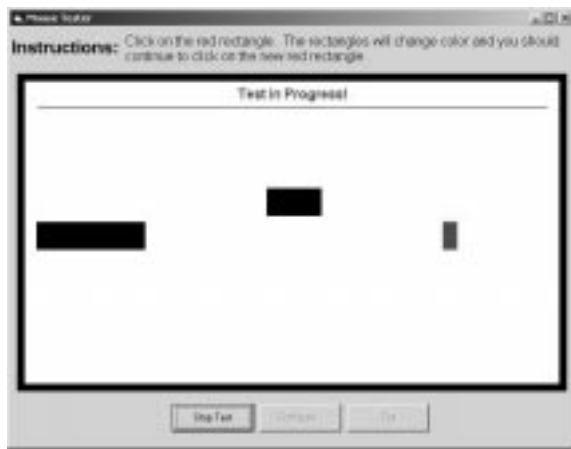 Mouse Tester
Instructions: Click on the red rectangle. The rectangles will change color and you should
continue to click on the new red rectangle
Test in Progress!
Stop Test
Exit